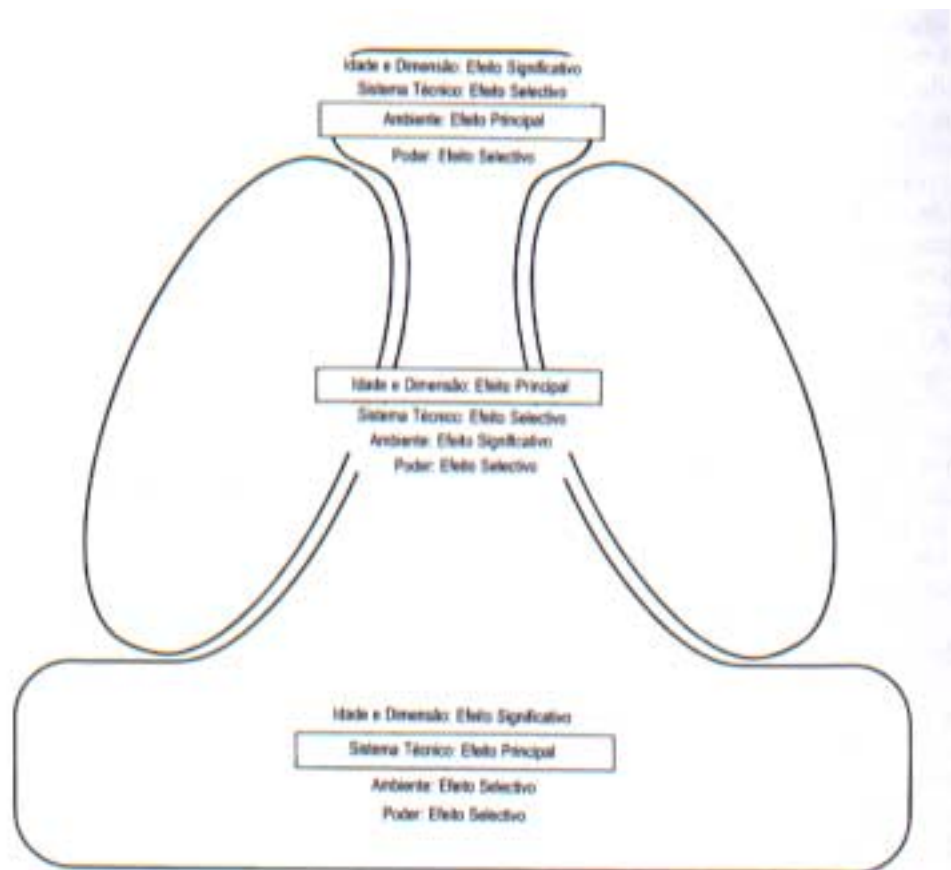 Idade e Dimensão: Efeito Significativo
Sistema Técnico: Efeito Selectivo
Ambiente: Efeito Principal
Poder: Efeito Selectivo
Idade e Dimensão: Efeito Principal
Sistema Técnico: Efeito Selectivo
Ambiente: Efeito Significativo
Poder: Efeito Selectivo
Idade e Dimensão: Efeito Significativo
Sistema Técnico: Efeito Principal
Ambiente: Efeito Selectivo
Poder: Efeito Selectivo